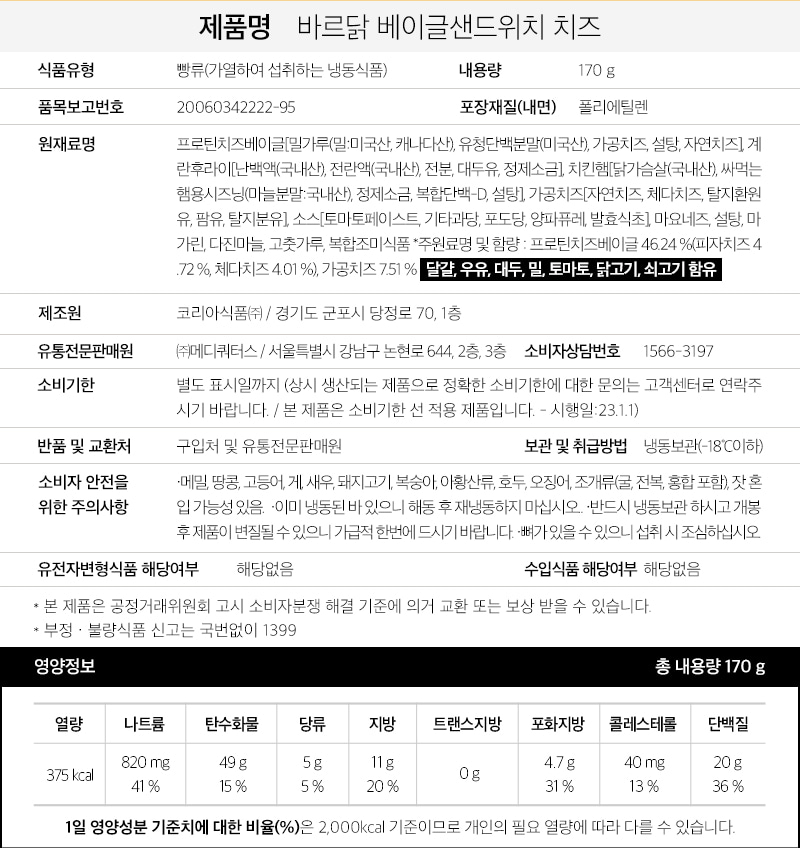 제품명 바르닭 베이글샌드위치 치즈
식품유형 빵류(가열하여 섭취하는 냉동식품) 내용량 170 g
품목보고번호 20060342222-95 포장재질(내면) 폴리에틸렌
원재료명 프로틴치즈베이글[밀가루(밀:미국산, 캐나다산), 유청단백분말(미국산), 가공치즈, 설탕, 자연치즈], 계
란후라이[난백액(국내산), 전란액(국내산), 전분, 대두유, 정제소금], 치킨햄[닭가슴살(국내산), 싸먹는
햄용시즈닝(마늘분말:국내산), 정제소금, 복합단백-D, 설탕], 가공치즈[자연치즈, 체다치즈, 탈지환원
유, 팜유, 탈지분유], 소스[토마토페이스트, 기타과당, 포도당, 양파퓨레, 발효식초], 마요네즈, 설탕, 마
가린, 다진마늘, 고춧가루, 복합조미식품 *주원료명 및 함량 : 프로틴치즈베이글 46.24 %(피자치즈 4
.72 %, 체다치즈 4.01 %), 가공치즈 7.51 % 달걀, 우유, 대두, 밀, 토마토, 닭고기, 쇠고기 함유
제조원 코리아식품㈜ / 경기도 군포시 당정로 70, 1층
유통전문판매원 ㈜메디쿼터스 / 서울특별시 강남구 논현로 644, 2층, 3층 소비자상담번호 1566-3197
소비기한 별도 표시일까지 (상시 생산되는 제품으로 정확한 소비기한에 대한 문의는 고객센터로 연락주
시기 바랍니다. / 본 제품은 소비기한 선 적용 제품입니다. - 시행일:23.1.1)
반품 및 교환처 구입처 및 유통전문판매원 보관 및 취급방법 냉동보관(-18℃이하)
소비자 안전을 ·메밀, 땅콩, 고등어, 게, 새우, 돼지고기, 복숭아, 아황산류, 호두, 오징어, 조개류(굴, 전복, 홍합 포함), 잣 혼
위한 주의사항 입 가능성 있음. ·이미 냉동된 바 있으니 해동 후 재냉동하지 마십시오. ·반드시 냉동보관 하시고 개봉
후 제품이 변질될 수 있으니 가급적 한번에 드시기 바랍니다. ·뼈가 있을 수 있으니 섭취 시 조심하십시오
유전자변형식품 해당여부 해당없음 수입식품 해당여부 해당없음
* 본 제품은 공정거래위원회 고시 소비자분쟁 해결 기준에 의거 교환 또는 보상 받을 수 있습니다.
* 부정 · 불량식품 신고는 국번없이 1399
영양정보 총 내용량 170 g
열량 나트륨 탄수화물 당류 지방 트랜스지방 포화지방 콜레스테롤 단백질
375 kcal 820 mg 49 g 5 g 11 g 0 g 4.7 g 40 mg 20 g
41 % 15 % 5 % 20 % 31 % 13 % 36 %
1일 영양성분 기준치에 대한 비율(%)은 2,000kcal 기준이므로 개인의 필요 열량에 따라 다를 수 있습니다.